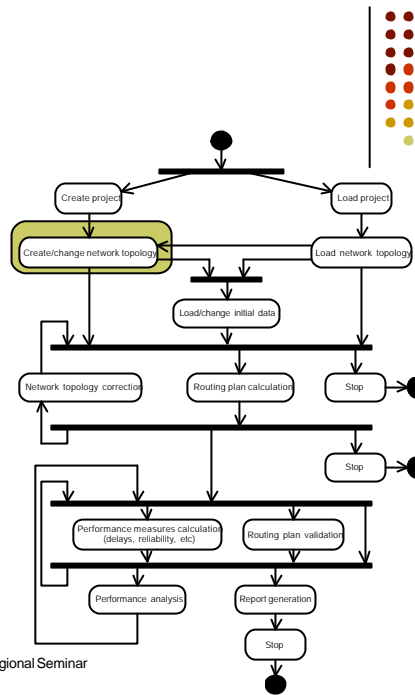 Create project
Load project
Create/change network topology
Load network topology
Load/change initial data
Network topology correction
Routing plan calculation
Stop
Stop
Performance measures calculation
(delays, reliability, etc)
Routing plan validation
Performance analysis
Report generation
Stop
gional Seminar